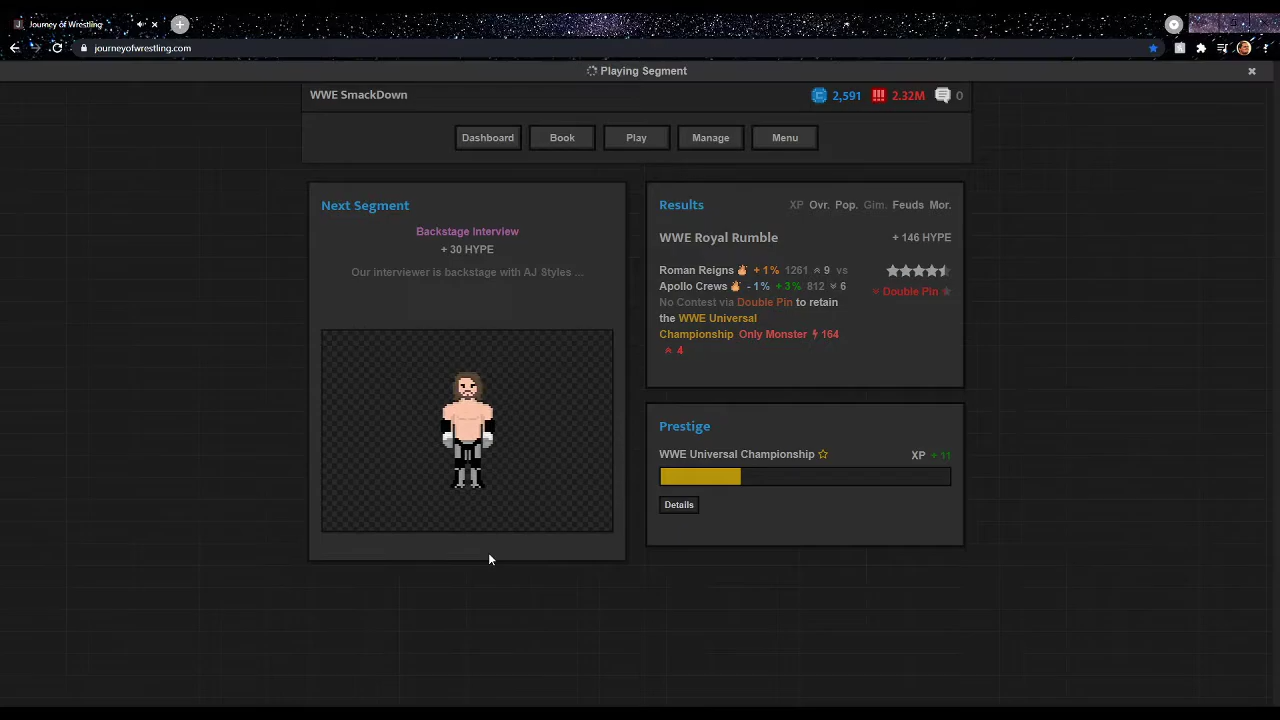 Journey of Wrestling
journeyofwrestling.com
Playing Segment
WWE SmackDown
2,591
2.32M
0
Dashboard
Book
Play
Manage
Menu
Next Segment
Backstage Interview
+ 30 HYPE
Our interviewer is backstage with AJ Styles ...
Results
XP Ovr. Pop. Gim. Feuds Mor.
WWE Royal Rumble
+ 146 HYPE
Roman Reigns + 1% 1261 9 vs
Apollo Crews - 1% + 3% 812 6
No Contest via Double Pin to retain
the WWE Universal
Championship Only Monster 164
4
Double Pin
Prestige
WWE Universal Championship
XP + 11
Details